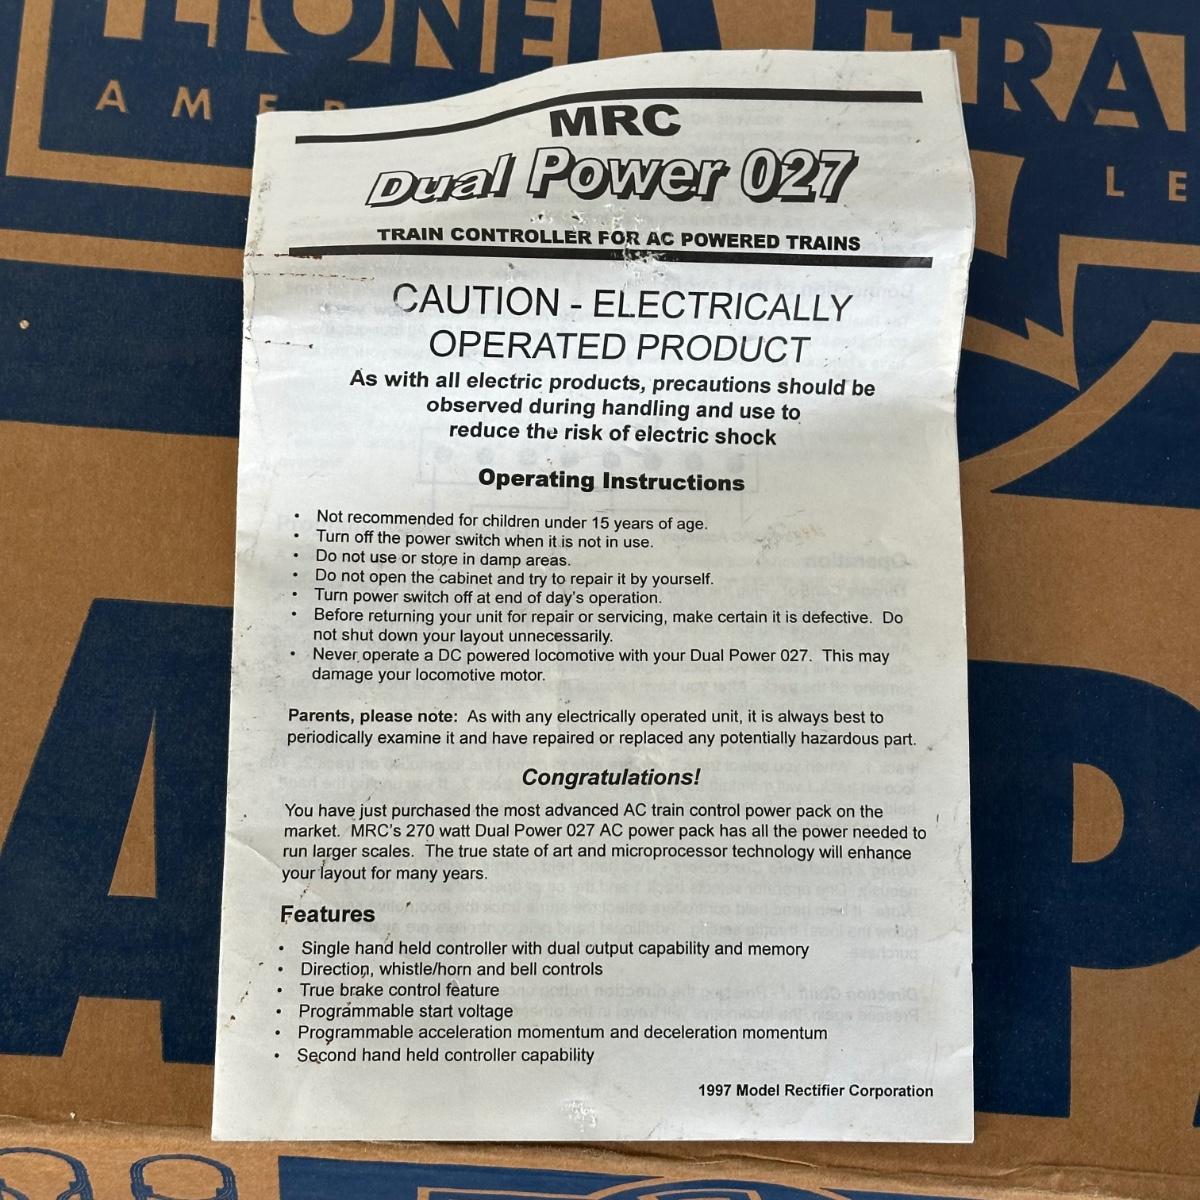 LIONE
TRA
A M E R
L E
MRC
Dual Power 027
TRAIN CONTROLLER FOR AC POWERED TRAINS
CAUTION - ELECTRICALLY
OPERATED PRODUCT
As with all electric products, precautions should be
observed during handling and use to
reduce the risk of electric shock
Operating Instructions
• Not recommended for children under 15 years of age.
• Turn off the power switch when it is not in use.
• Do not use or store in damp areas.
• Do not open the cabinet and try to repair it by yourself.
• Turn power switch off at end of day's operation.
• Before returning your unit for repair or servicing, make certain it is defective. Do
not shut down your layout unnecessarily.
• Never operate a DC powered locomotive with your Dual Power 027. This may
damage your locomotive motor.
Parents, please note: As with any electrically operated unit, it is always best to
periodically examine it and have repaired or replaced any potentially hazardous part.
Congratulations!
You have just purchased the most advanced AC train control power pack on the
market. MRC's 270 watt Dual Power 027 AC power pack has all the power needed to
run larger scales. The true state of art and microprocessor technology will enhance
your layout for many years.
Features
• Single hand held controller with dual output capability and memory
• Direction, whistle/horn and bell controls
• True brake control feature
• Programmable start voltage
• Programmable acceleration momentum and deceleration momentum
• Second hand held controller capability
1997 Model Rectifier Corporation
A
P